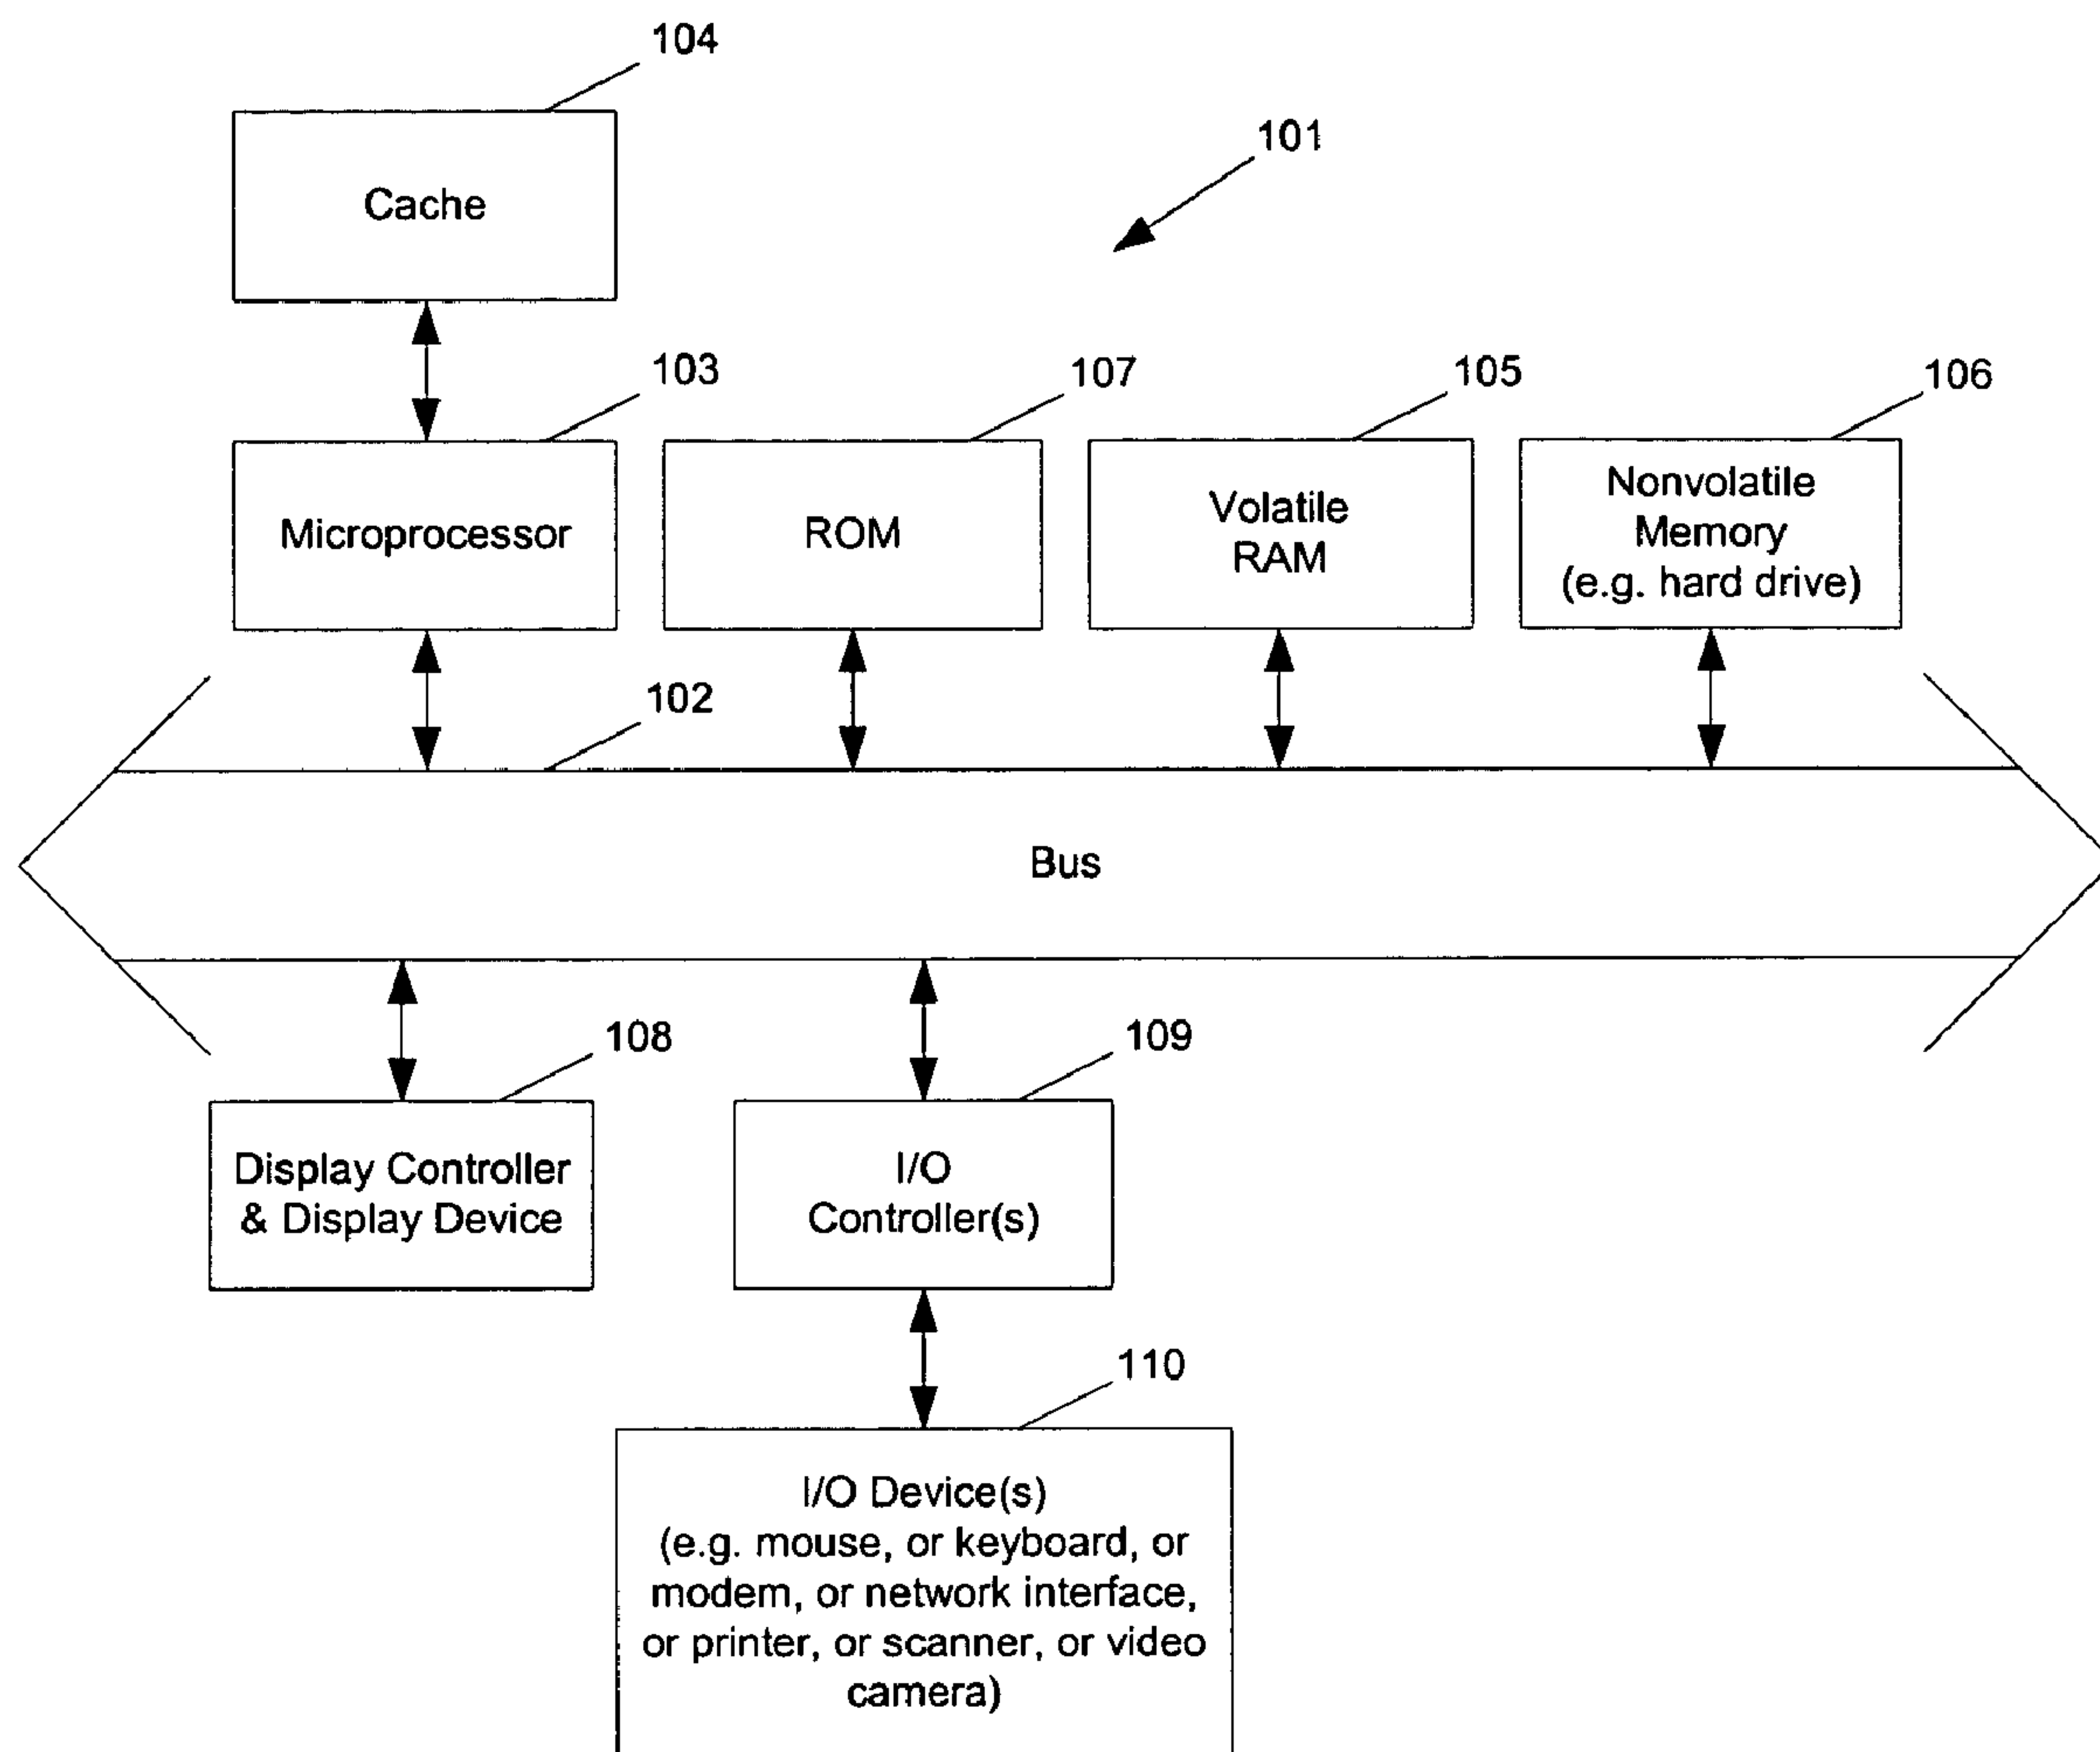 104
101
Cache
103
107
105
106
Microprocessor
ROM
Volatile
RAM
Nonvolatile
Memory
(e.g. hard drive)
102
Bus
108
109
Display Controller
& Display Device
I/O
Controller(s)
110
I/O Device(s)
(e.g. mouse, or keyboard, or
modem, or network interface,
or printer, or scanner, or video
camera)